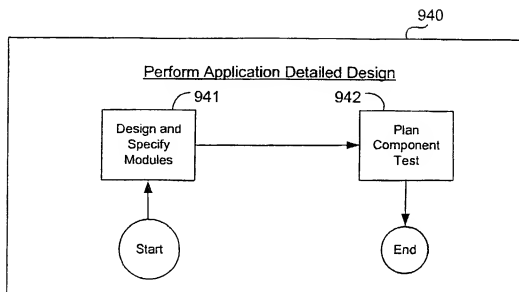 940
Perform Application Detailed Design
941
942
Design and
Specify
Modules
Plan
Component
Test
Start
End